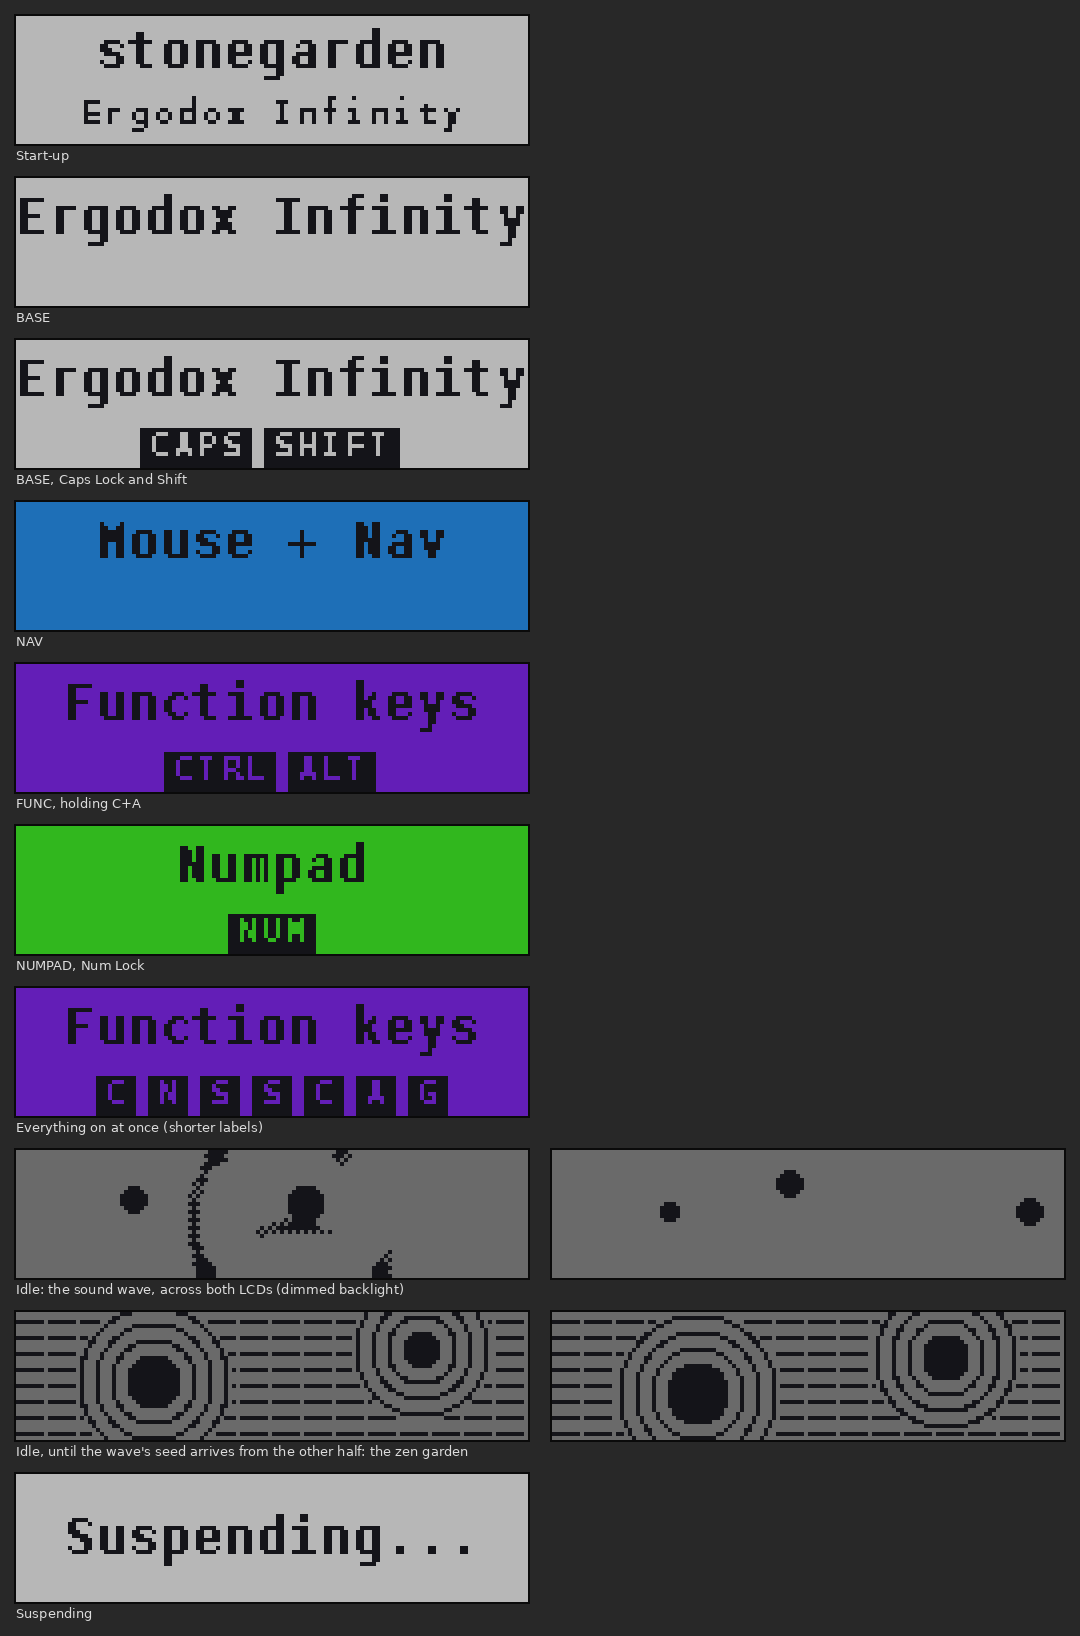 stonegarden
Ergodox Infinity
Start-up
Ergodox Infinity
BASE
Ergodox Infinity
CAPS SHIFT
BASE, Caps Lock and Shift
Mouse + Nav
NAV
Function keys
CTRL ALT
FUNC, holding C+A
Numpad
NUM
NUMPAD, Num Lock
Function keys
C N S S C A G
Everything on at once (shorter labels)
Idle: the sound wave, across both LCDs (dimmed backlight)
Idle, until the wave's seed arrives from the other half: the zen garden
Suspending...
Suspending